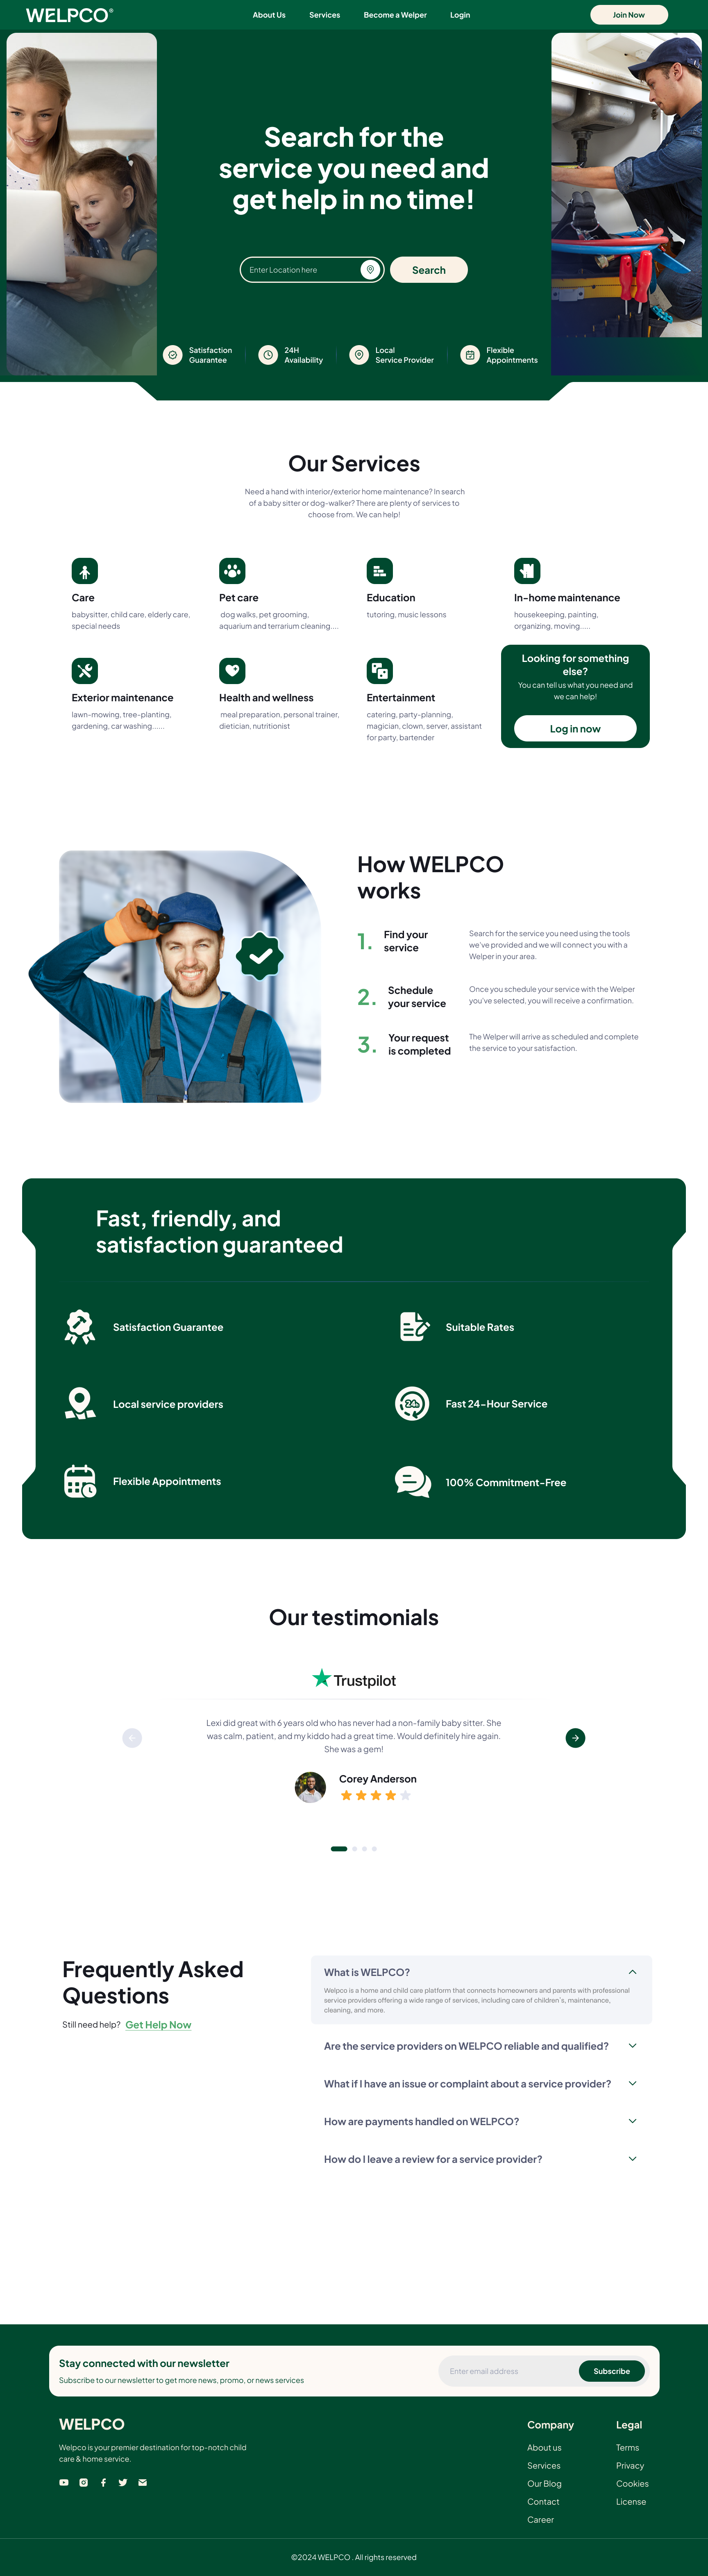 WELPCO®
About Us
Services
Become a Welper
Login
Join Now
Search for the
service you need and
get help in no time!
Enter Location here
Search
Satisfaction
Guarantee
24H
Availability
Local
Service Provider
Flexible
Appointments
Our Services
Need a hand with interior/exterior home maintenance? In search
of a baby sitter or dog-walker? There are plenty of services to
choose from. We can help!
Care
babysitter, child care, elderly care,
special needs
Pet care
dog walks, pet grooming,
aquarium and terrarium cleaning....
Education
tutoring, music lessons
In-home maintenance
housekeeping, painting,
organizing, moving.....
Exterior maintenance
lawn-mowing, tree-planting,
gardening, car washing......
Health and wellness
meal preparation, personal trainer,
dietician, nutritionist
Entertainment
catering, party-planning,
magician, clown, server, assistant
for party, bartender
Looking for something
else?
You can tell us what you need and
we can help!
Log in now
How WELPCO
works
1.
Find your
service
Search for the service you need using the tools
we've provided and we will connect you with a
Welper in your area.
2.
Schedule
your service
Once you schedule your service with the Welper
you've selected, you will receive a confirmation.
3.
Your request
is completed
The Welper will arrive as scheduled and complete
the service to your satisfaction.
Fast, friendly, and
satisfaction guaranteed
Satisfaction Guarantee
Suitable Rates
Local service providers
24h
Fast 24-Hour Service
Flexible Appointments
100% Commitment-Free
Our testimonials
Trustpilot
Lexi did great with 6 years old who has never had a non-family baby sitter. She
was calm, patient, and my kiddo had a great time. Would definitely hire again.
She was a gem!
Corey Anderson
Frequently Asked
Questions
Still need help? Get Help Now
What is WELPCO?
Welpco is a home and child care platform that connects homeowners and parents with professional
service providers offering a wide range of services, including care of children's, maintenance,
cleaning, and more.
Are the service providers on WELPCO reliable and qualified?
What if I have an issue or complaint about a service provider?
How are payments handled on WELPCO?
How do I leave a review for a service provider?
Stay connected with our newsletter
Subscribe to our newsletter to get more news, promo, or news services
Enter email address
Subscribe
WELPCO
Welpco is your premier destination for top-notch child
care & home service.
Company
About us
Services
Our Blog
Contact
Career
Legal
Terms
Privacy
Cookies
License
©2024 WELPCO . All rights reserved